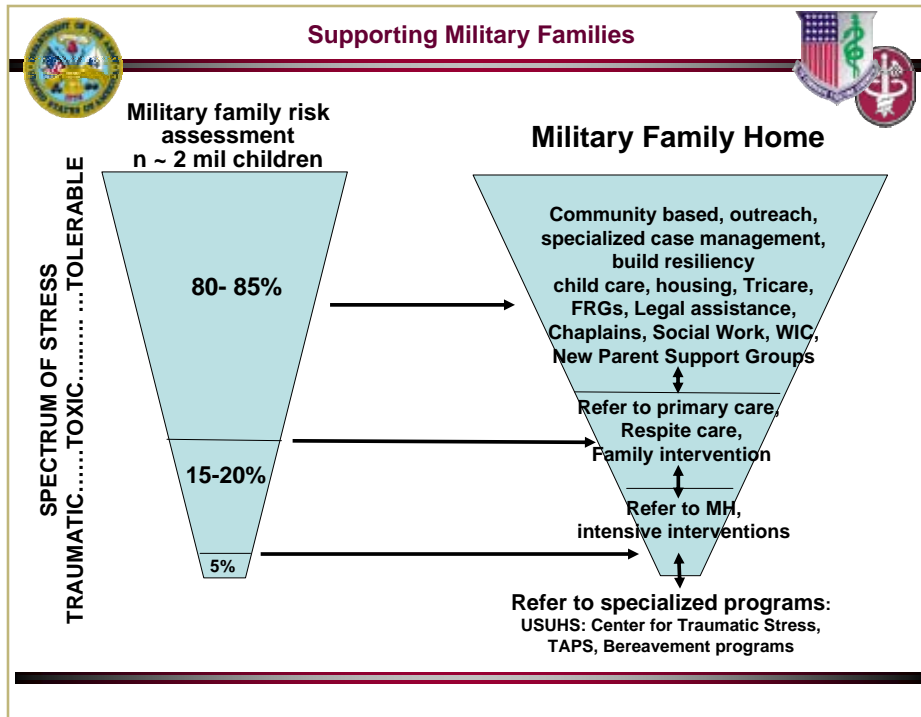 Supporting Military Families
Military family risk
assessment
n ~ 2 mil children
Military Family Home
SPECTRUM OF STRESS
TRAUMATIC......TOXIC......... ...TOLERABLE
80- 85%
15-20%
5%
Community based, outreach,
specialized case management,
build resiliency
child care, housing, Tricare,
FRGs, Legal assistance,
Chaplains, Social Work, WIC,
New Parent Support Groups
Refer to primary care,
Respite care,
Family intervention
Refer to MH,
intensive interventions
Refer to specialized programs:
USUHS: Center for Traumatic Stress,
TAPS, Bereavement programs